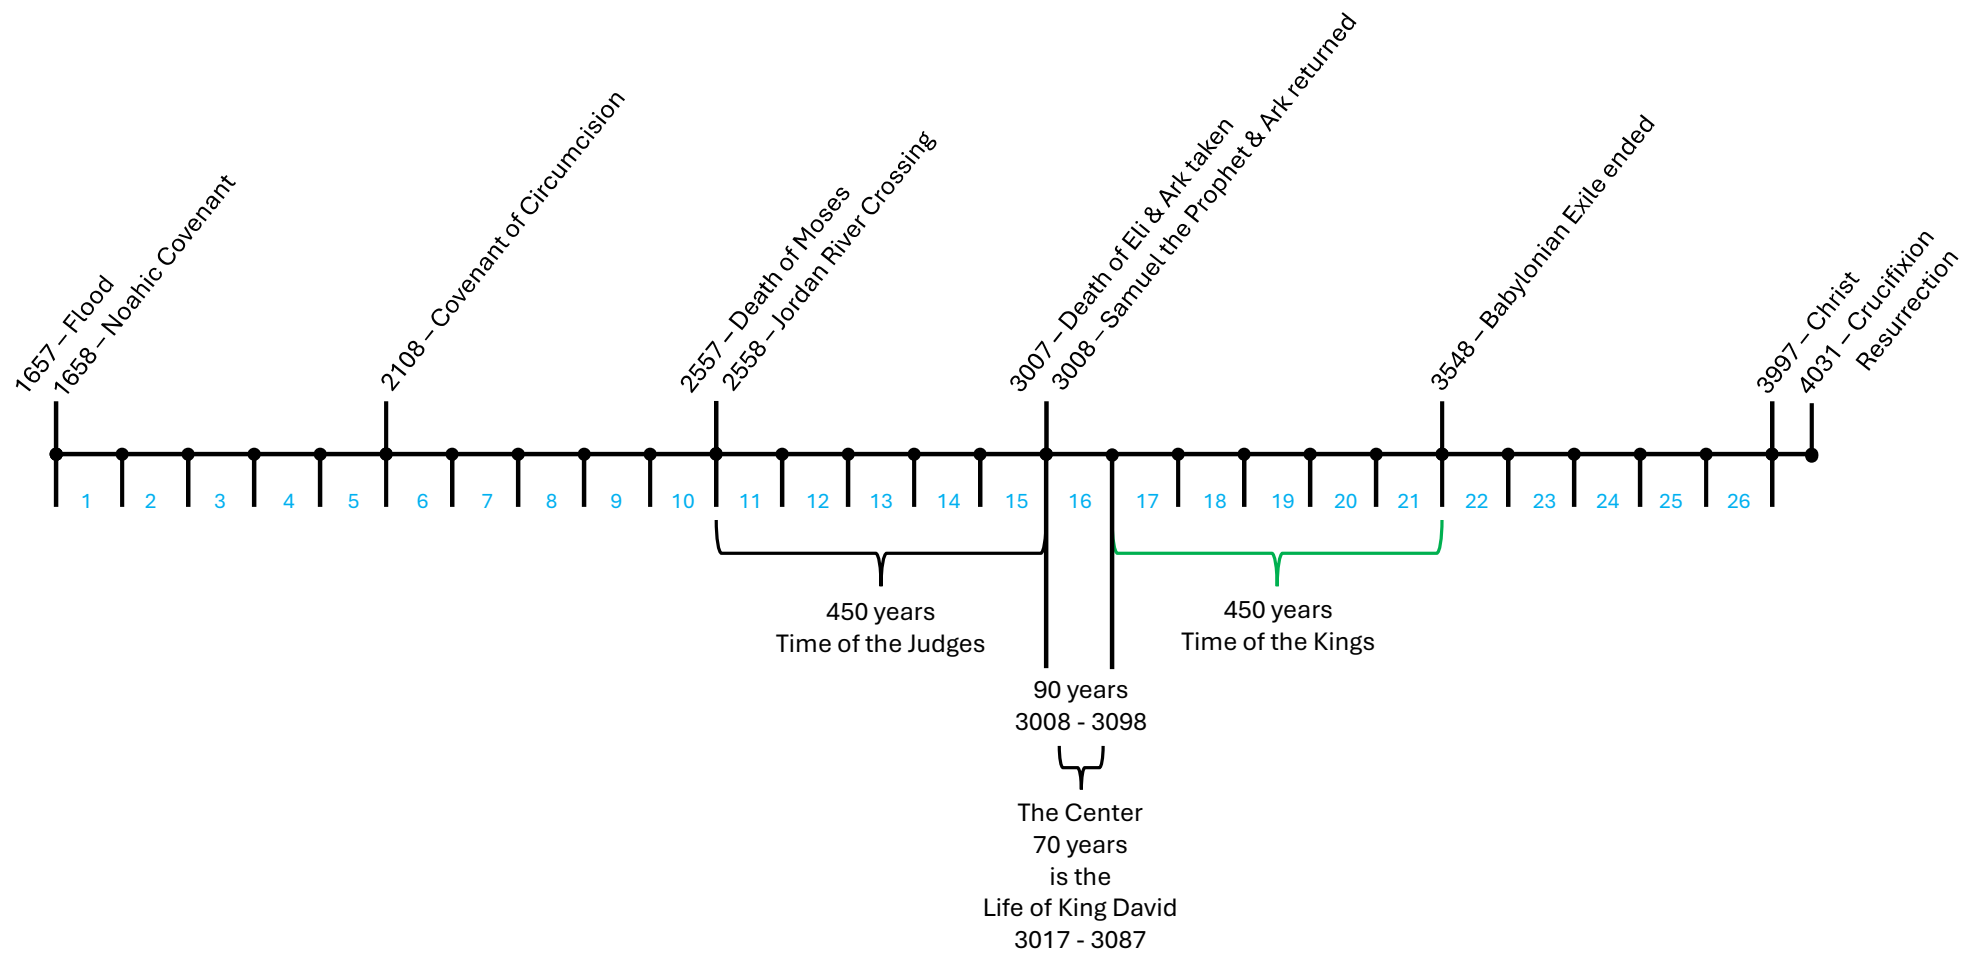 1657 – Flood
1658 – Noahic Covenant
2108 – Covenant of Circumcision
2557 – Death of Moses
2558 – Jordan River Crossing
3007 – Death of Eli & Ark taken
3008 – Samuel the Prophet & Ark returned
3548 – Babylonian Exile ended
3997 – Christ
4031 – Crucifixion
Resurrection
1 2 3 4 5 6 7 8 9 10 11 12 13 14 15 16 17 18 19 20 21 22 23 24 25 26
450 years
Time of the Judges
450 years
Time of the Kings
90 years
3008 - 3098
The Center
70 years
is the
Life of King David
3017 - 3087